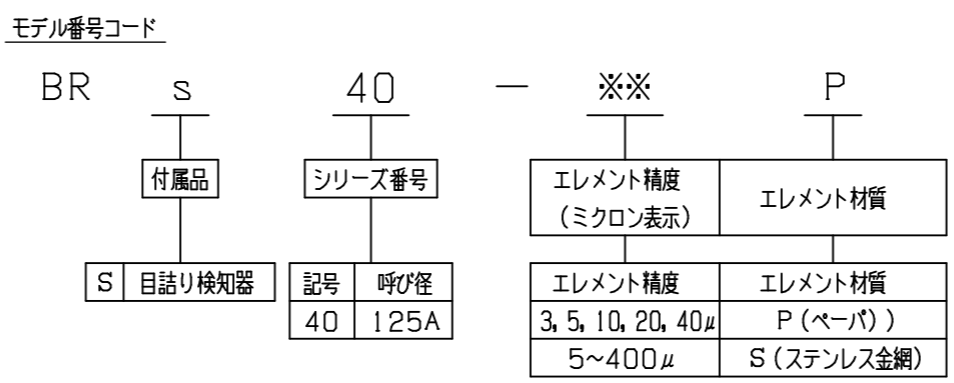 モデル番号コード
BR s 40 - ※※ P
付属品 シリーズ番号 エレメント精度 エレメント材質
(ミクロン表示)
S 目詰り検知器 記号 呼び径 エレメント精度 エレメント材質
40 125A 3, 5, 10, 20, 40μ P (ペーパ) )
5~400μ S (ステンレス金網)